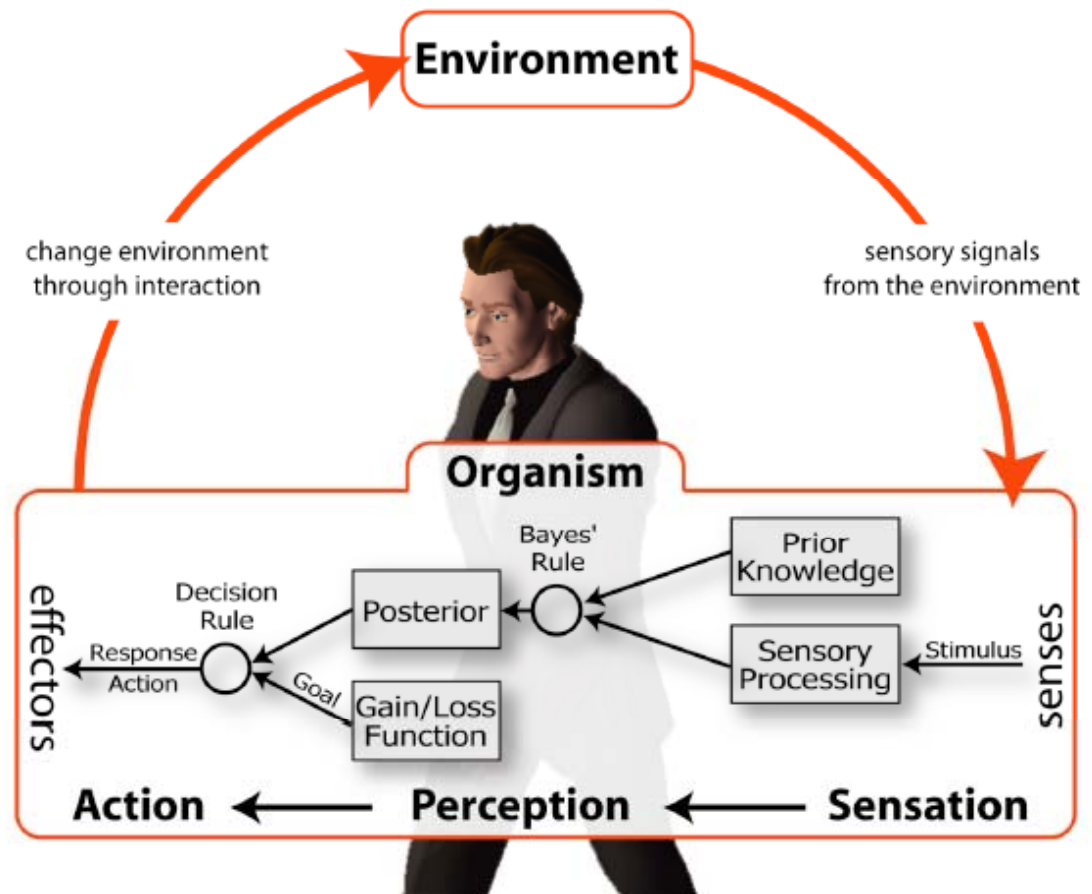 Environment
change environment
through interaction
sensory signals
from the environment
Organism
effectors
Response
Action
Decision
Rule
Goal
Posterior
Gain/Loss
Function
Bayes'
Rule
Prior
Knowledge
Sensory
Processing
Stimulus
senses
Action
Perception
Sensation